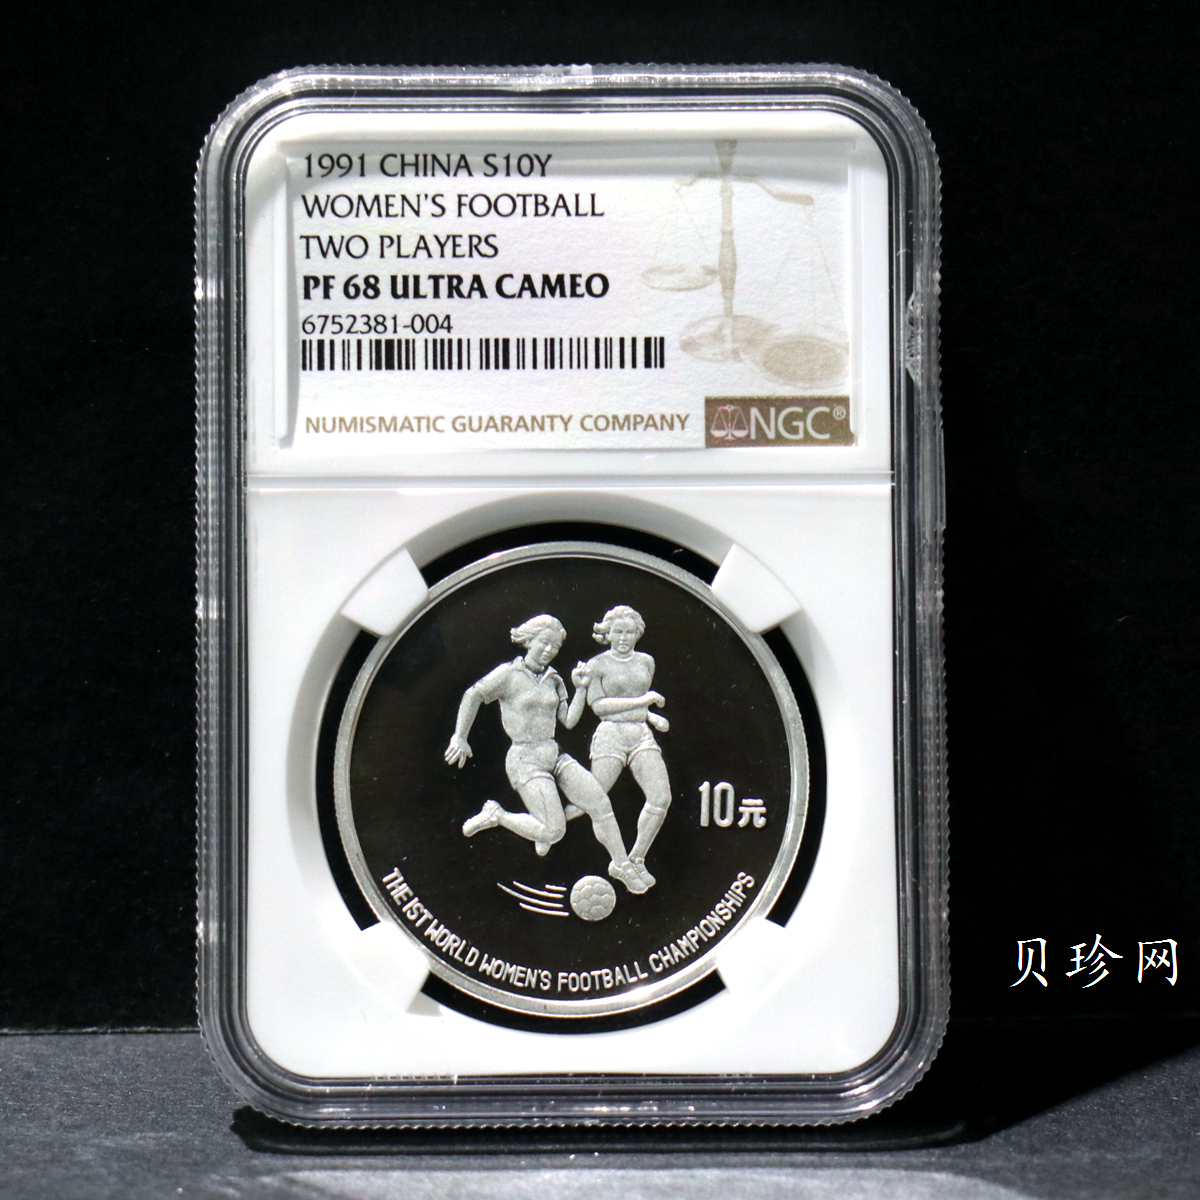 1991 CHINA S10Y
WOMEN'S FOOTBALL
TWO PLAYERS
PF 68 ULTRA CAMEO
6752381-004
NUMISMATIC GUARANTY COMPANY
NGC®
10元
THE 1ST WORLD WOMEN'S FOOTBALL CHAMPIONSHIPS
贝珍网